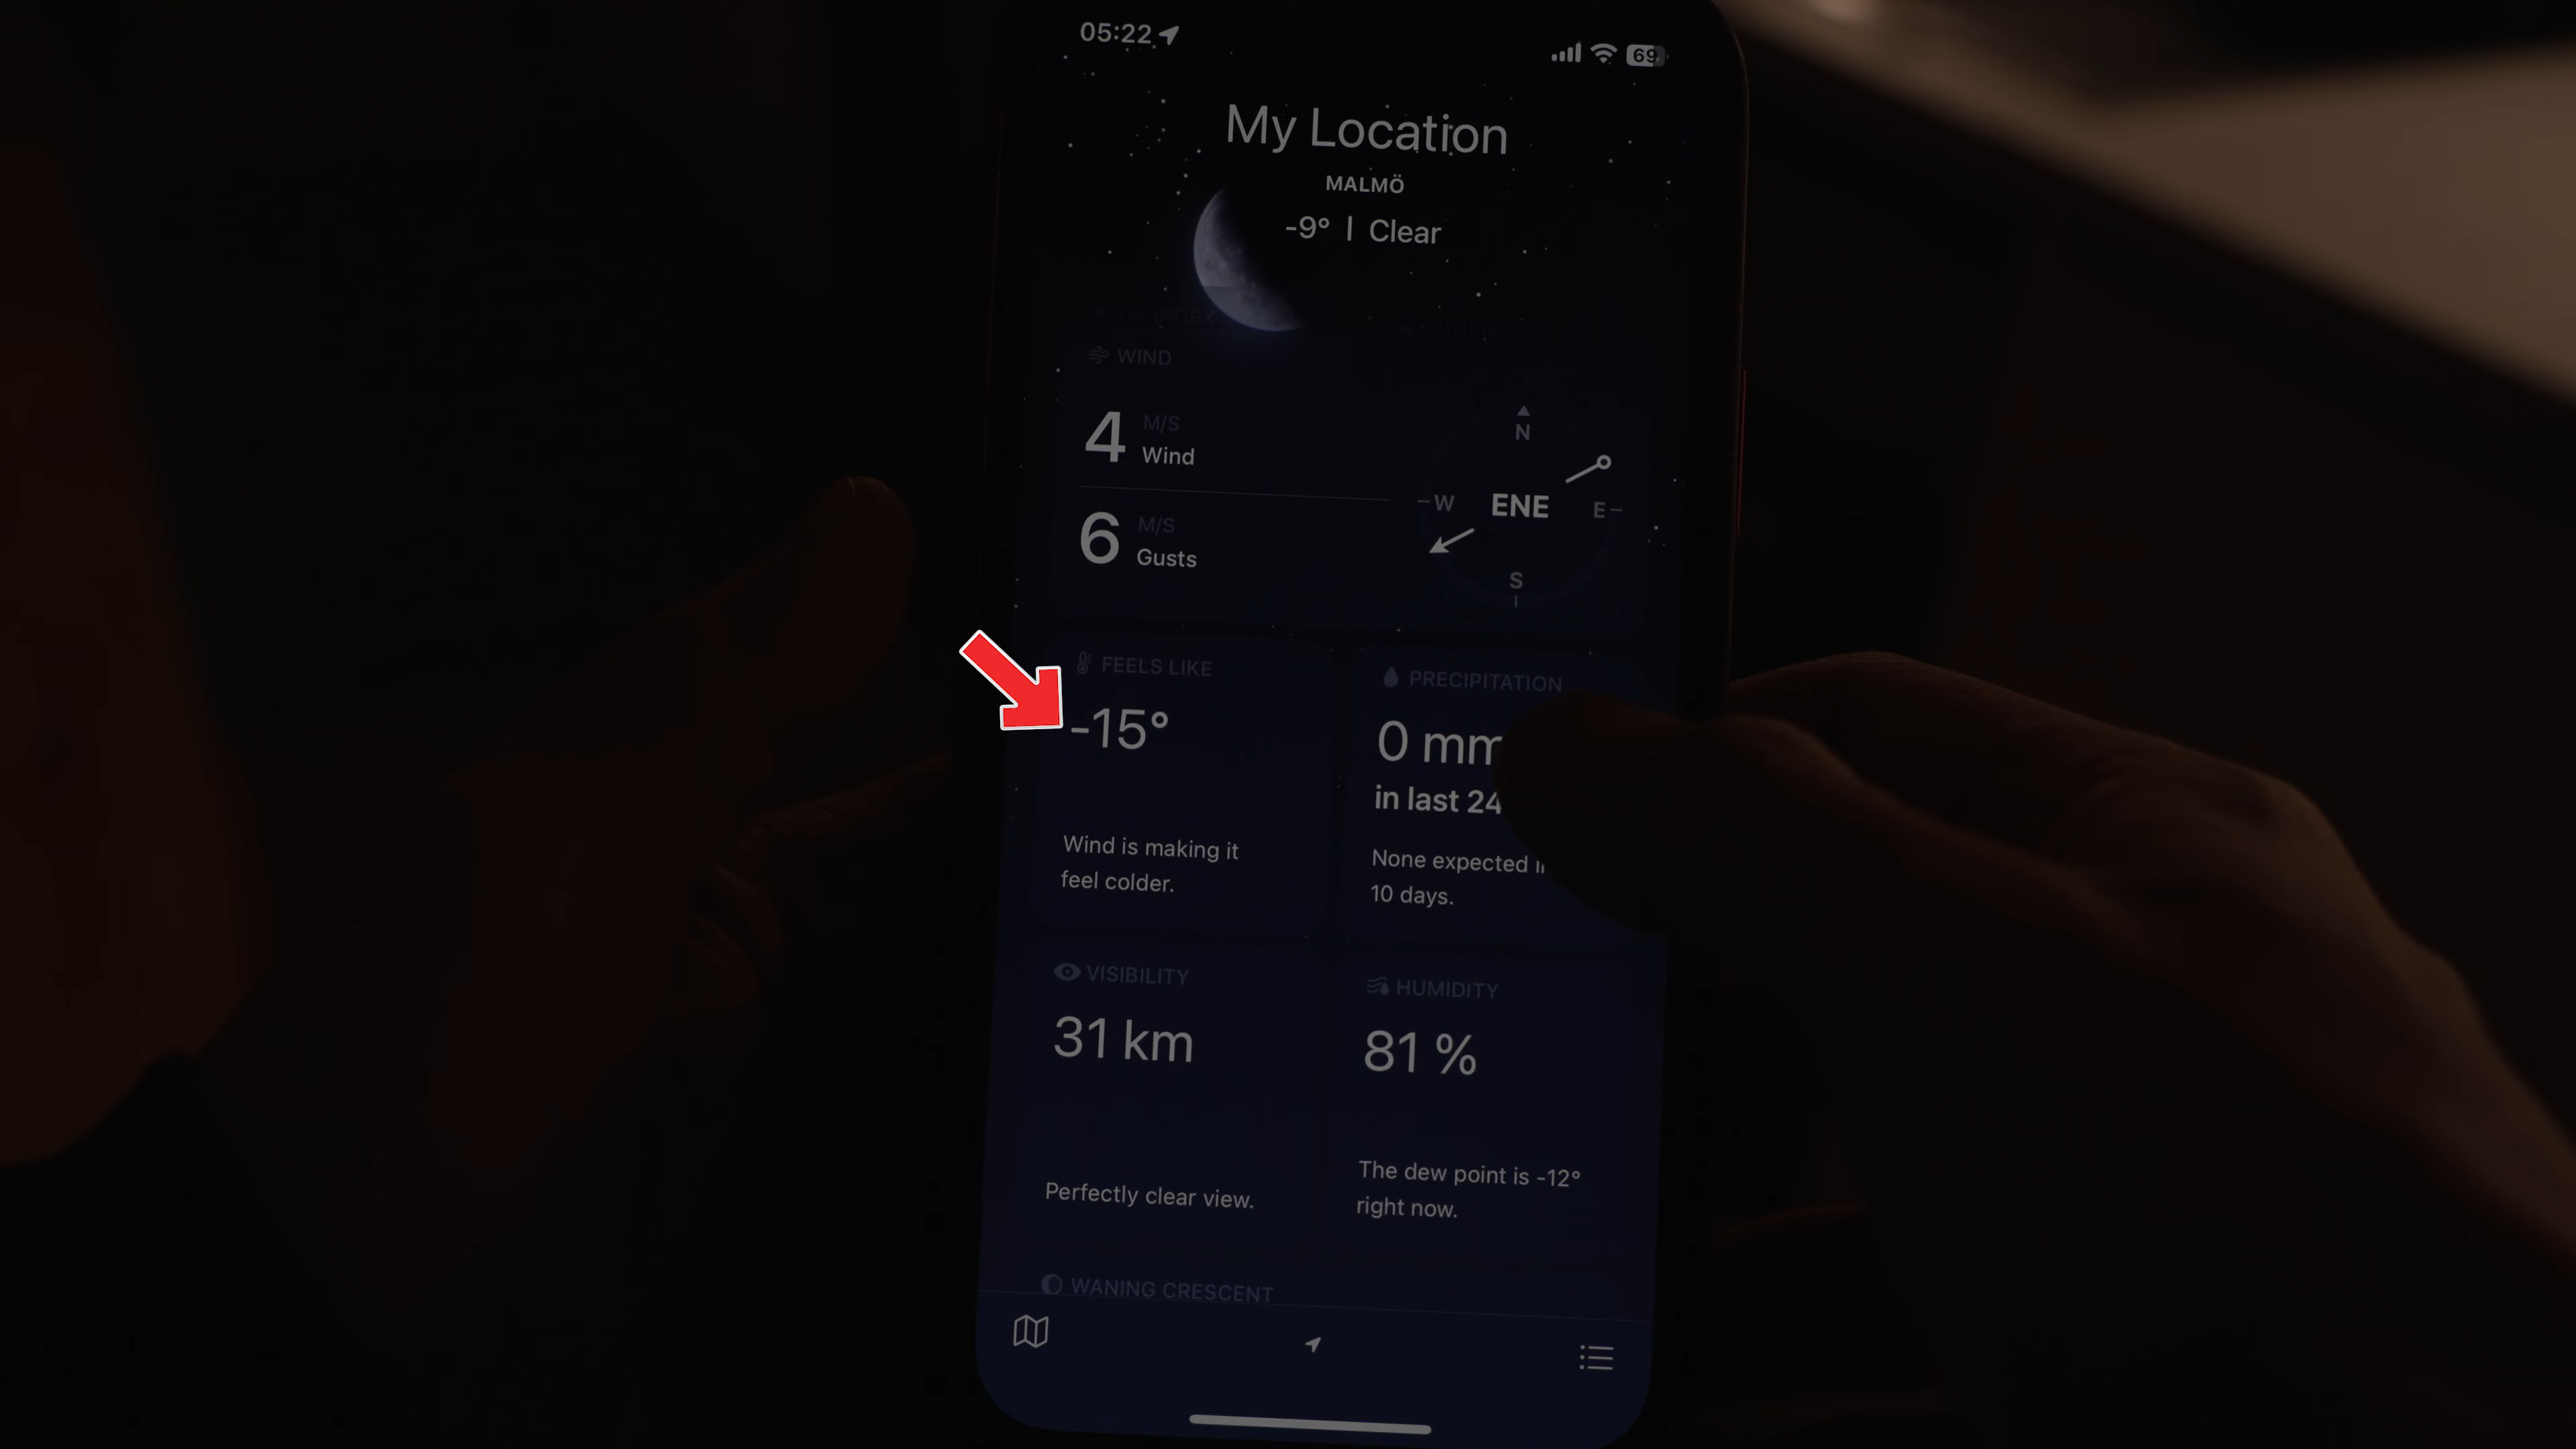 05:22
69
My Location
MALMÖ
-9° | Clear
INDEX
WIND
4 M/S
Wind
N
W ENE E
S
6 M/S
Gusts
FEELS LIKE
-15°
Wind is making it
feel colder.
PRECIPITATION
0 mm
in last 24
None expected
10 days.
VISIBILITY
31 km
Perfectly clear view.
HUMIDITY
81 %
The dew point is -12°
right now.
WANING CRESCENT